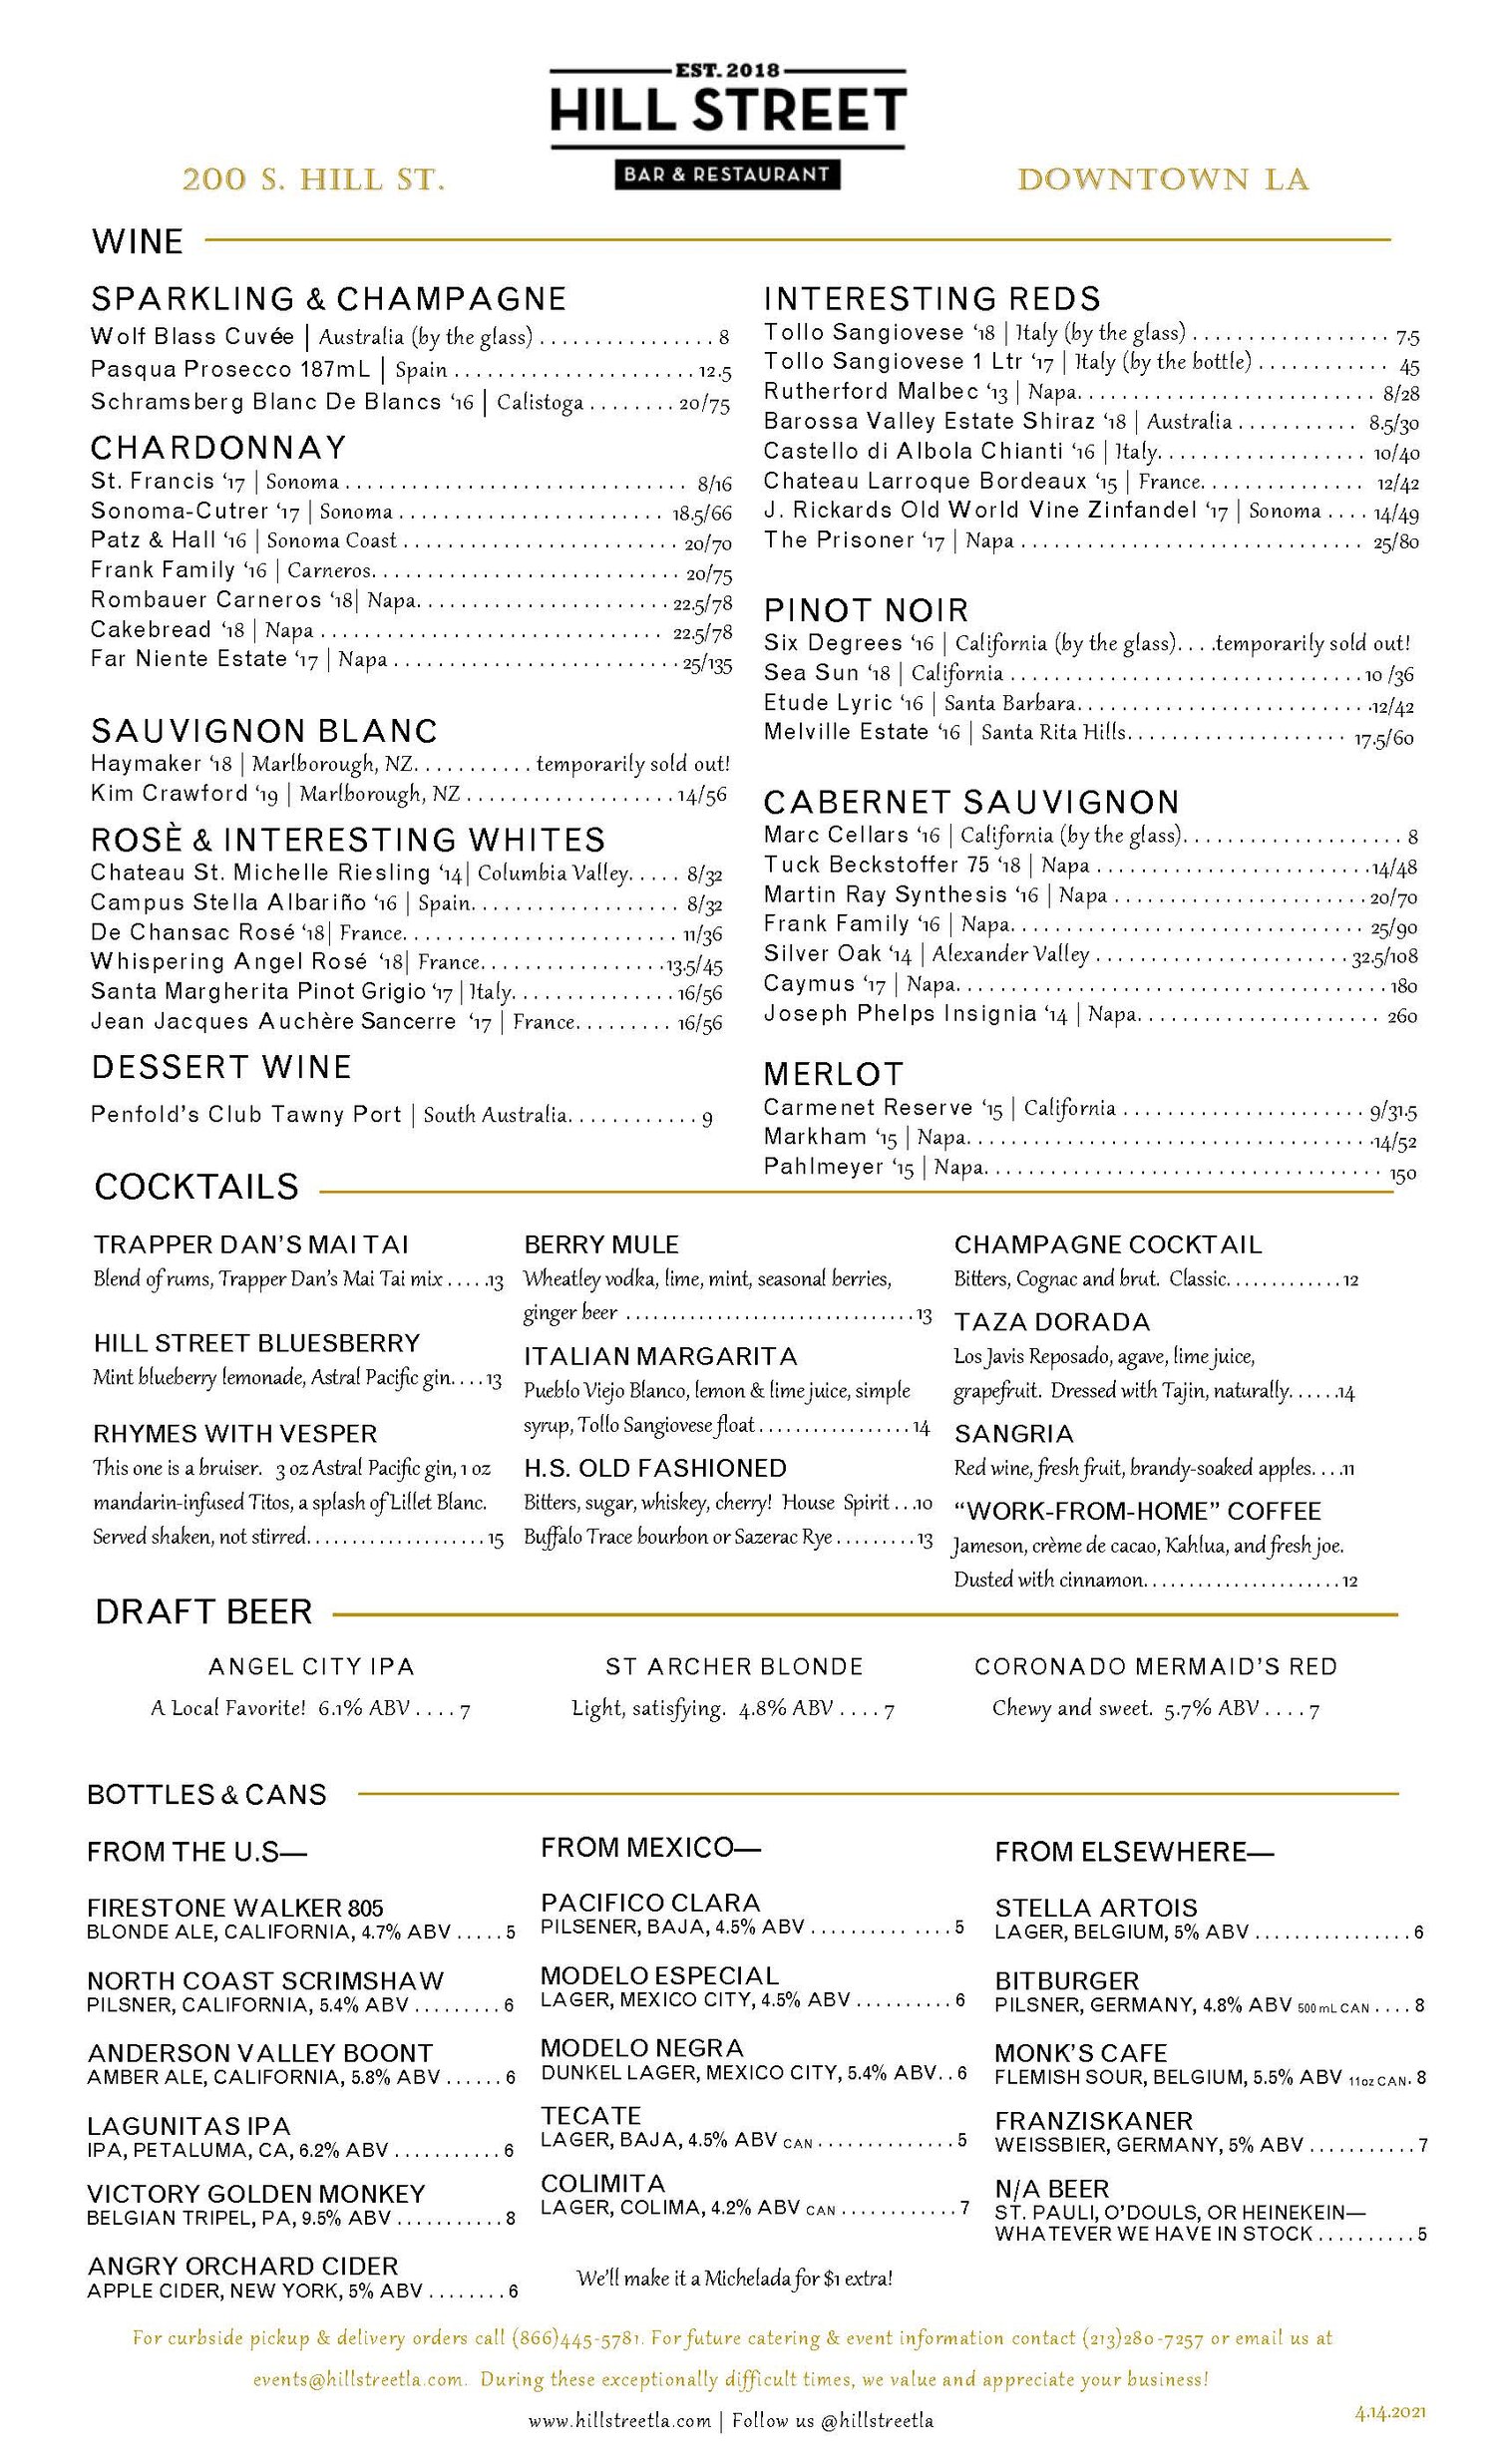 EST. 2018
HILL STREET
BAR & RESTAURANT
200 S. HILL ST.
DOWNTOWN LA
WINE
SPARKLING & CHAMPAGNE
Wolf Blass Cuvée | Australia (by the glass) . . . . . . . . . . . . . . . . 8
Pasqua Prosecco 187mL | Spain . . . . . . . . . . . . . . . . . . . . . . 12.5
Schramsberg Blanc De Blancs ‘16 | Calistoga . . . . . . . . 20/75
CHARDONNAY
St. Francis ‘17 | Sonoma . . . . . . . . . . . . . . . . . . . . . . . . . . . . . . . 8/16
Sonoma-Cutrer ‘17 | Sonoma . . . . . . . . . . . . . . . . . . . . . . . . 18.5/66
Patz & Hall ‘16 | Sonoma Coast . . . . . . . . . . . . . . . . . . . . . . . . . 20/70
Frank Family ‘16 | Carneros. . . . . . . . . . . . . . . . . . . . . . . . . . . . 20/75
Rombauer Carneros ‘18| Napa. . . . . . . . . . . . . . . . . . . . . . . 22.5/78
Cakebread ‘18 | Napa . . . . . . . . . . . . . . . . . . . . . . . . . . . . . . . 22.5/78
Far Niente Estate ‘17 | Napa . . . . . . . . . . . . . . . . . . . . . . . . . . 25/135
SAUVIGNON BLANC
Haymaker ‘18 | Marlborough, NZ. . . . . . . . . . . temporarily sold out!
Kim Crawford ‘19 | Marlborough, NZ . . . . . . . . . . . . . . . . . . . 14/56
ROSÈ & INTERESTING WHITES
Chateau St. Michelle Riesling ‘14| Columbia Valley. . . . . 8/32
Campus Stella Albariño ‘16 | Spain. . . . . . . . . . . . . . . . . . . 8/32
De Chansac Rosé ‘18| France. . . . . . . . . . . . . . . . . . . . . . . . . 11/36
Whispering Angel Rosé ‘18| France. . . . . . . . . . . . . . . . .13.5/45
Santa Margherita Pinot Grigio ‘17 | Italy. . . . . . . . . . . . . . . 16/56
Jean Jacques Auchère Sancerre ‘17 | France. . . . . . . . . 16/56
DESSERT WINE
Penfold’s Club Tawny Port | South Australia. . . . . . . . . . . . 9
INTERESTING REDS
Tollo Sangiovese ‘18 | Italy (by the glass) . . . . . . . . . . . . . . . . . . 7.5
Tollo Sangiovese 1 Ltr ‘17 | Italy (by the bottle) . . . . . . . . . . . . 45
Rutherford Malbec ‘13 | Napa. . . . . . . . . . . . . . . . . . . . . . . . . . . 8/28
Barossa Valley Estate Shiraz ‘18 | Australia . . . . . . . . . . . 8.5/30
Castello di Albola Chianti ‘16 | Italy. . . . . . . . . . . . . . . . . . . 10/40
Chateau Larroque Bordeaux ‘15 | France. . . . . . . . . . . . . . . 12/42
J. Rickards Old World Vine Zinfandel ‘17 | Sonoma . . . . 14/49
The Prisoner ‘17 | Napa . . . . . . . . . . . . . . . . . . . . . . . . . . . . . . . 25/80
PINOT NOIR
Six Degrees ‘16 | California (by the glass). . . .temporarily sold out!
Sea Sun ‘18 | California . . . . . . . . . . . . . . . . . . . . . . . . . . . . . . . . 10 /36
Etude Lyric ‘16 | Santa Barbara. . . . . . . . . . . . . . . . . . . . . . . . . . .12/42
Melville Estate ‘16 | Santa Rita Hills. . . . . . . . . . . . . . . . . . . . 17.5/60
CABERNET SAUVIGNON
Marc Cellars ‘16 | California (by the glass). . . . . . . . . . . . . . . . . . . . 8
Tuck Beckstoffer 75 ‘18 | Napa . . . . . . . . . . . . . . . . . . . . . . . . .14/48
Martin Ray Synthesis ‘16 | Napa . . . . . . . . . . . . . . . . . . . . . . . 20/70
Frank Family ‘16 | Napa. . . . . . . . . . . . . . . . . . . . . . . . . . . . . . . . 25/90
Silver Oak ‘14 | Alexander Valley . . . . . . . . . . . . . . . . . . . . . . . 32.5/108
Caymus ‘17 | Napa. . . . . . . . . . . . . . . . . . . . . . . . . . . . . . . . . . . . . . . 180
Joseph Phelps Insignia ‘14 | Napa. . . . . . . . . . . . . . . . . . . . . . 260
MERLOT
Carmenet Reserve ‘15 | California . . . . . . . . . . . . . . . . . . . . . . 9/31.5
Markham ‘15 | Napa. . . . . . . . . . . . . . . . . . . . . . . . . . . . . . . . . . . . . .14/52
Pahlmeyer ‘15 | Napa. . . . . . . . . . . . . . . . . . . . . . . . . . . . . . . . . . . . 150
COCKTAILS
TRAPPER DAN’S MAI TAI
Blend of rums, Trapper Dan’s Mai Tai mix . . . . .13
HILL STREET BLUESBERRY
Mint blueberry lemonade, Astral Pacific gin. . . . 13
RHYMES WITH VESPER
This one is a bruiser. 3 oz Astral Pacific gin, 1 oz
mandarin-infused Titos, a splash of Lillet Blanc.
Served shaken, not stirred. . . . . . . . . . . . . . . . . . . . 15
BERRY MULE
Wheatley vodka, lime, mint, seasonal berries,
ginger beer . . . . . . . . . . . . . . . . . . . . . . . . . . . . . . . . 13
ITALIAN MARGARITA
Pueblo Viejo Blanco, lemon & lime juice, simple
syrup, Tollo Sangiovese float . . . . . . . . . . . . . . . . . 14
H.S. OLD FASHIONED
Bitters, sugar, whiskey, cherry! House Spirit . . .10
Buffalo Trace bourbon or Sazerac Rye . . . . . . . . . 13
CHAMPAGNE COCKTAIL
Bitters, Cognac and brut. Classic. . . . . . . . . . . . . 12
TAZA DORADA
Los Javis Reposado, agave, lime juice,
grapefruit. Dressed with Tajin, naturally. . . . . .14
SANGRIA
Red wine, fresh fruit, brandy-soaked apples. . . .11
“WORK-FROM-HOME” COFFEE
Jameson, crème de cacao, Kahlua, and fresh joe.
Dusted with cinnamon. . . . . . . . . . . . . . . . . . . . . . 12
DRAFT BEER
ANGEL CITY IPA
A Local Favorite! 6.1% ABV . . . . 7
ST ARCHER BLONDE
Light, satisfying. 4.8% ABV . . . . 7
CORONADO MERMAID’S RED
Chewy and sweet. 5.7% ABV . . . . 7
BOTTLES & CANS
FROM THE U.S—
FIRESTONE WALKER 805
BLONDE ALE, CALIFORNIA, 4.7% ABV . . . . . 5
NORTH COAST SCRIMSHAW
PILSNER, CALIFORNIA, 5.4% ABV . . . . . . . . . 6
ANDERSON VALLEY BOONT
AMBER ALE, CALIFORNIA, 5.8% ABV . . . . . . 6
LAGUNITAS IPA
IPA, PETALUMA, CA, 6.2% ABV . . . . . . . . . . . 6
VICTORY GOLDEN MONKEY
BELGIAN TRIPEL, PA, 9.5% ABV . . . . . . . . . . . 8
ANGRY ORCHARD CIDER
APPLE CIDER, NEW YORK, 5% ABV . . . . . . . . 6
FROM MEXICO—
PACIFICO CLARA
PILSENER, BAJA, 4.5% ABV . . . . . . . . . . . . . . 5
MODELO ESPECIAL
LAGER, MEXICO CITY, 4.5% ABV . . . . . . . . . . 6
MODELO NEGRA
DUNKEL LAGER, MEXICO CITY, 5.4% ABV. . 6
TECATE
LAGER, BAJA, 4.5% ABV CAN . . . . . . . . . . . . . . 5
COLIMITA
LAGER, COLIMA, 4.2% ABV CAN . . . . . . . . . . . . 7
We’ll make it a Michelada for $1 extra!
FROM ELSEWHERE—
STELLA ARTOIS
LAGER, BELGIUM, 5% ABV . . . . . . . . . . . . . . . . 6
BITBURGER
PILSNER, GERMANY, 4.8% ABV 500 mL CAN . . . . 8
MONK’S CAFE
FLEMISH SOUR, BELGIUM, 5.5% ABV 11oz CAN. 8
FRANZISKANER
WEISSBIER, GERMANY, 5% ABV . . . . . . . . . . . 7
N/A BEER
ST. PAULI, O’DOULS, OR HEINEKEIN—
WHATEVER WE HAVE IN STOCK . . . . . . . . . . 5
For curbside pickup & delivery orders call (866)445-5781. For future catering & event information contact (213)280-7257 or email us at
events@hillstreetla.com. During these exceptionally difficult times, we value and appreciate your business!
www.hillstreetla.com | Follow us @hillstreetla
4.14.2021